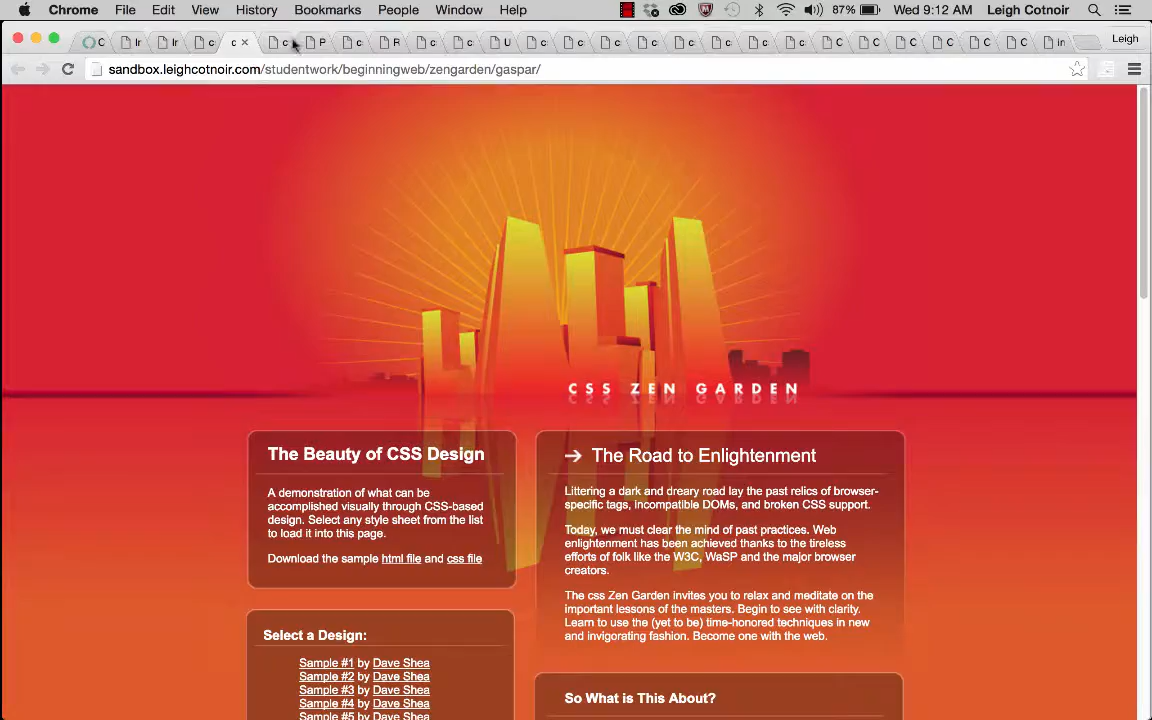 Chrome File Edit View History Bookmarks People Window Help 87% Wed 9:12 AM Leigh Cotnoir
C Ir Ir c c c P c R c c U c c c c c c c c C C C C C C in Leigh
sandbox.leighcotnoir.com/studentwork/beginningweb/zengarden/gaspar/
CSS ZEN GARDEN
The Beauty of CSS Design
A demonstration of what can be
accomplished visually through CSS-based
design. Select any style sheet from the list
to load it into this page.
Download the sample html file and css file
Select a Design:
Sample #1 by Dave Shea
Sample #2 by Dave Shea
Sample #3 by Dave Shea
Sample #4 by Dave Shea
Sample #5 by Dave Shea
The Road to Enlightenment
Littering a dark and dreary road lay the past relics of browser-
specific tags, incompatible DOMs, and broken CSS support.
Today, we must clear the mind of past practices. Web
enlightenment has been achieved thanks to the tireless
efforts of folk like the W3C, WaSP and the major browser
creators.
The css Zen Garden invites you to relax and meditate on the
important lessons of the masters. Begin to see with clarity.
Learn to use the (yet to be) time-honored techniques in new
and invigorating fashion. Become one with the web.
So What is This About?